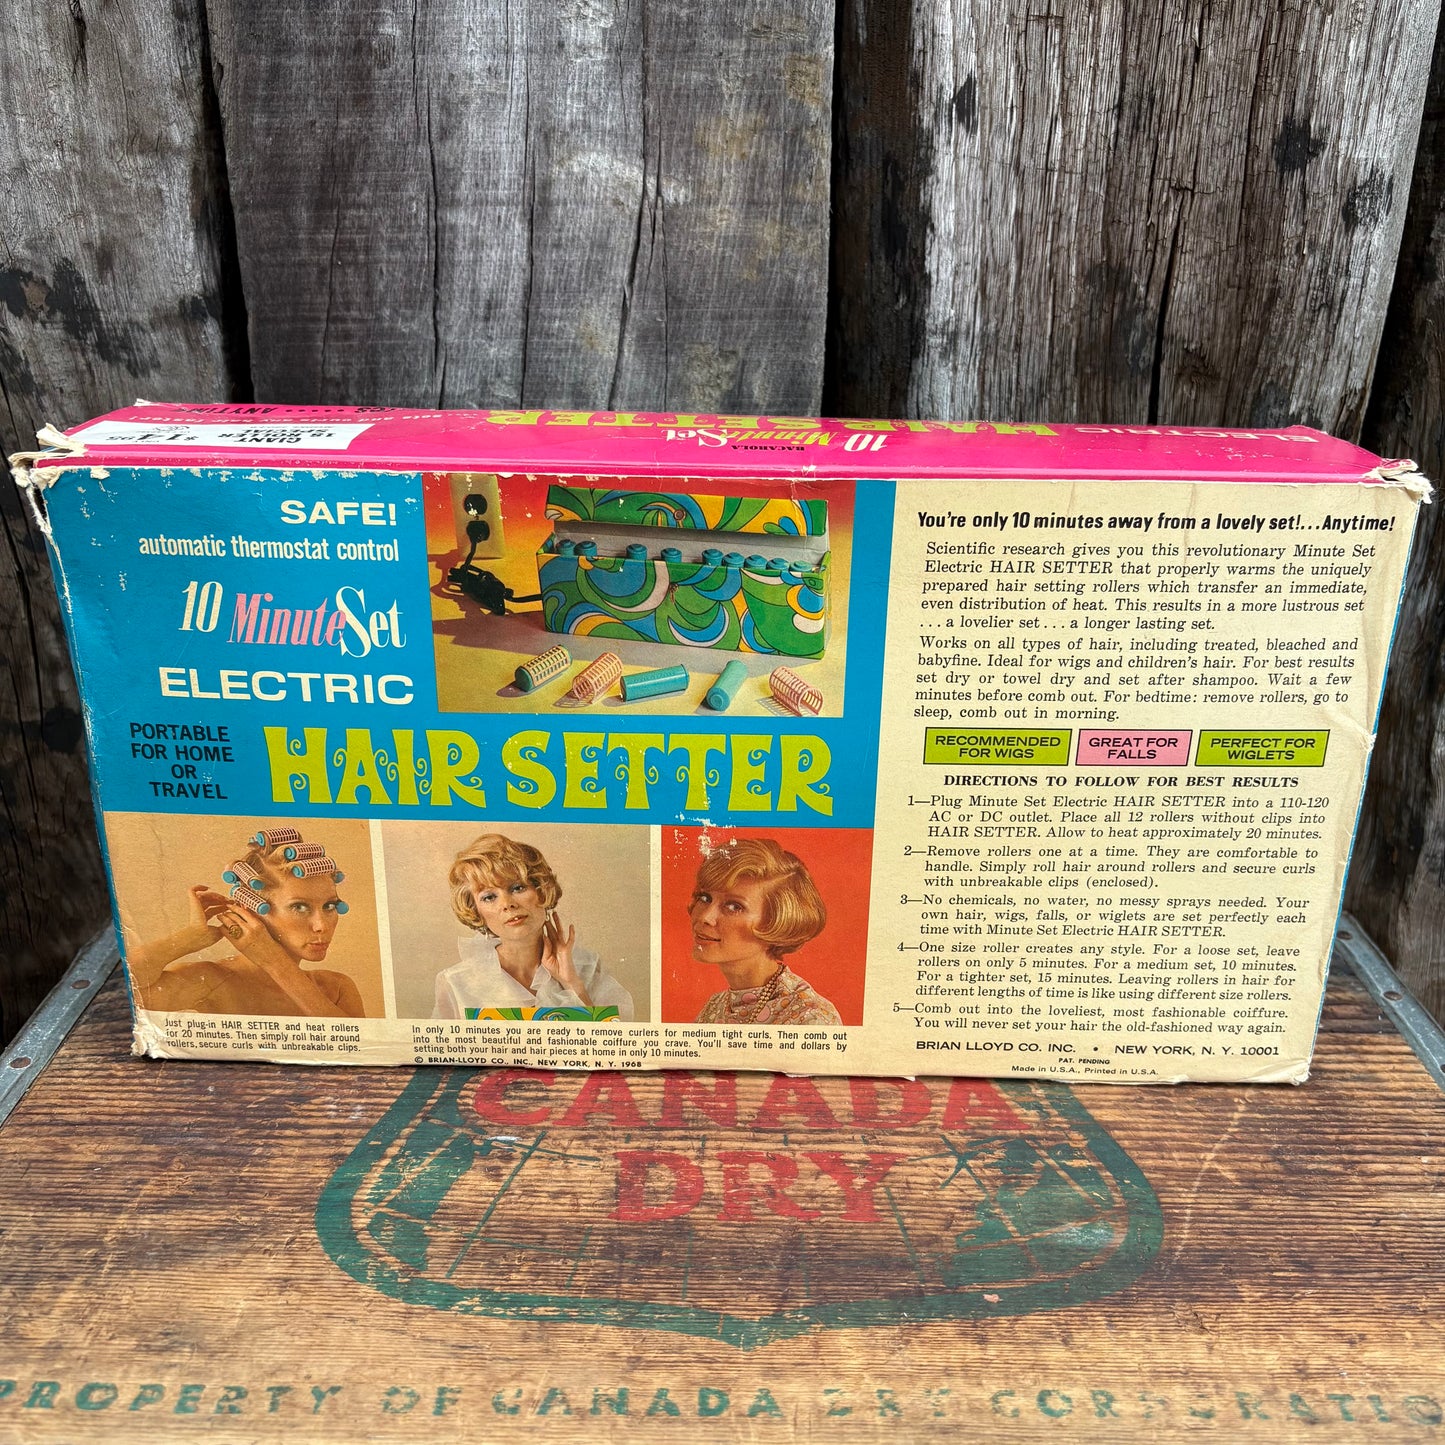 GIANT
18 ROLLER
SPECIAL
$14.95
ANYTIME
RACAROLA
10 Minute Set
ELECTRIC HAIR SETTER
SAFE!
automatic thermostat control
10 Minute Set
ELECTRIC
PORTABLE
FOR HOME
OR
TRAVEL
HAIR SETTER
Just plug-in HAIR SETTER and heat rollers
for 20 minutes. Then simply roll hair around
rollers, secure curls with unbreakable clips.
In only 10 minutes you are ready to remove curlers for medium tight curls. Then comb out
into the most beautiful and fashionable coiffure you crave. You'll save time and dollars by
setting both your hair and hair pieces at home in only 10 minutes.
© BRIAN-LLOYD CO., INC., NEW YORK, N. Y. 1968
You're only 10 minutes away from a lovely set!...Anytime!
Scientific research gives you this revolutionary Minute Set
Electric HAIR SETTER that properly warms the uniquely
prepared hair setting rollers which transfer an immediate,
even distribution of heat. This results in a more lustrous set
. . . a lovelier set . . . a longer lasting set.
Works on all types of hair, including treated, bleached and
babyfine. Ideal for wigs and children's hair. For best results
set dry or towel dry and set after shampoo. Wait a few
minutes before comb out. For bedtime: remove rollers, go to
sleep, comb out in morning.
RECOMMENDED
FOR WIGS
GREAT FOR
FALLS
PERFECT FOR
WIGLETS
DIRECTIONS TO FOLLOW FOR BEST RESULTS
1—Plug Minute Set Electric HAIR SETTER into a 110-120
AC or DC outlet. Place all 12 rollers without clips into
HAIR SETTER. Allow to heat approximately 20 minutes.
2—Remove rollers one at a time. They are comfortable to
handle. Simply roll hair around rollers and secure curls
with unbreakable clips (enclosed).
3—No chemicals, no water, no messy sprays needed. Your
own hair, wigs, falls, or wiglets are set perfectly each
time with Minute Set Electric HAIR SETTER.
4—One size roller creates any style. For a loose set, leave
rollers on only 5 minutes. For a medium set, 10 minutes.
For a tighter set, 15 minutes. Leaving rollers in hair for
different lengths of time is like using different size rollers.
5—Comb out into the loveliest, most fashionable coiffure.
You will never set your hair the old-fashioned way again.
BRIAN LLOYD CO. INC. • NEW YORK, N. Y. 10001
PAT. PENDING
Made in U.S.A., Printed in U.S.A.
CANADA
DRY
PROPERTY OF CANADA DRY CORPORATIO